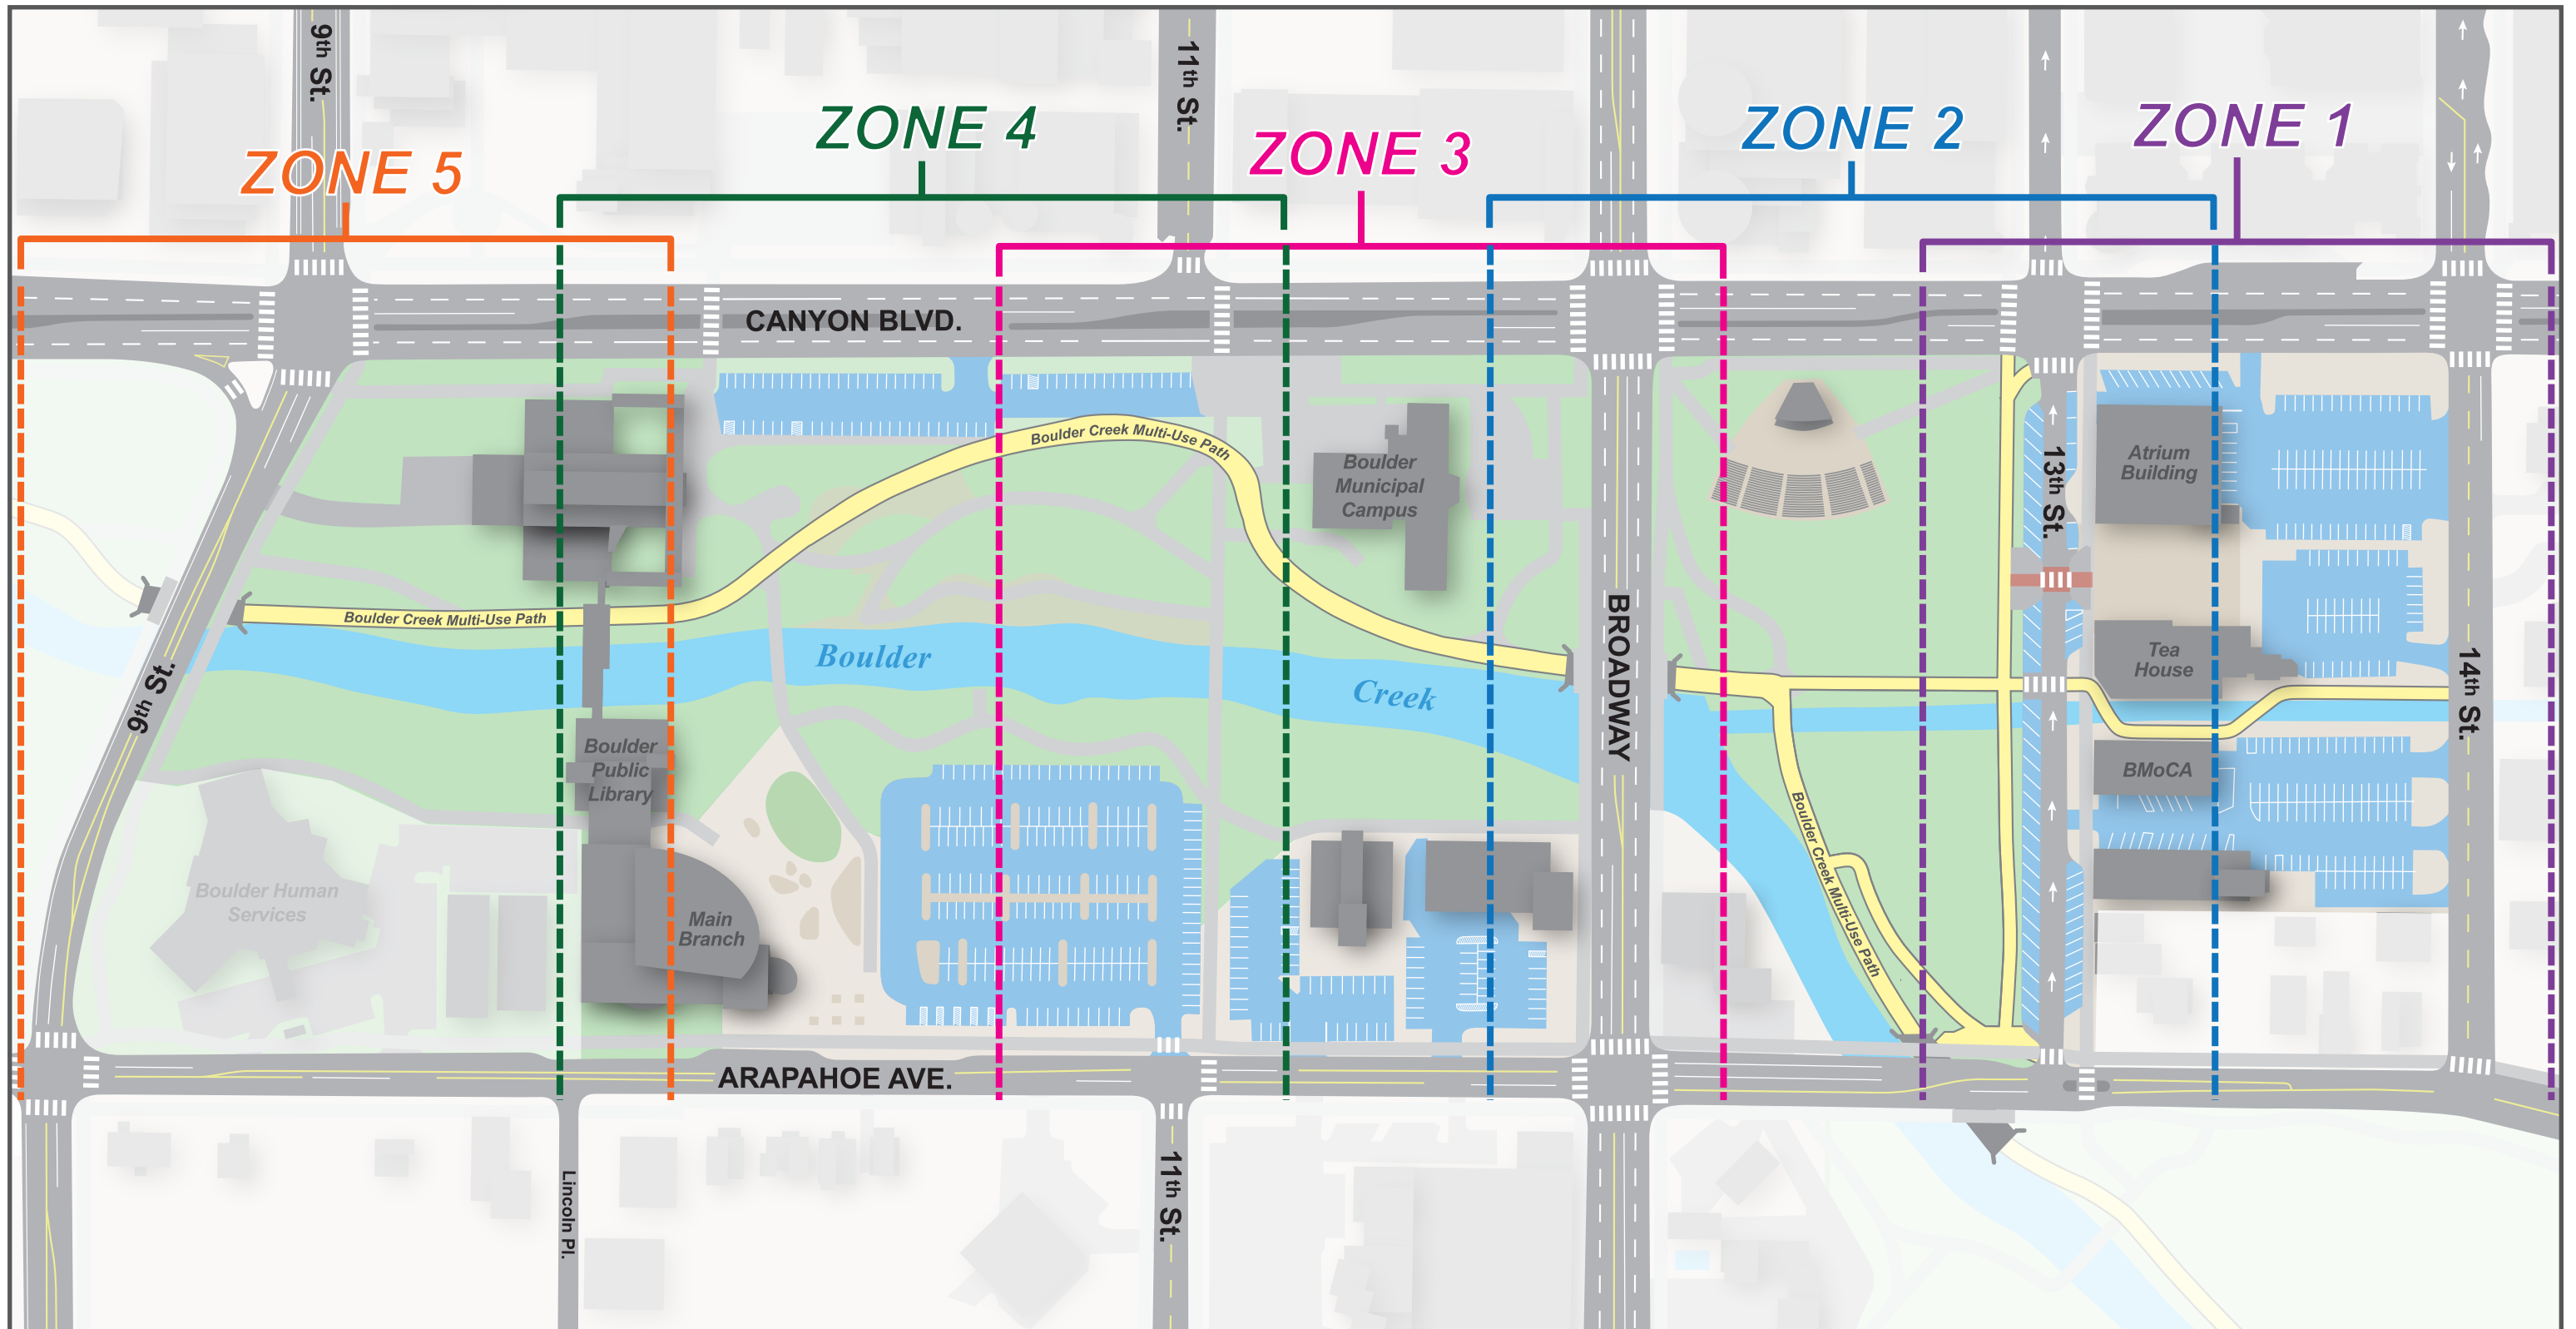 9th St.
11th St.
ZONE 5
ZONE 4
ZONE 3
ZONE 2
ZONE 1
CANYON BLVD.
Boulder Creek Multi-Use Path
Boulder
Municipal
Campus
Atrium
Building
13th St.
Boulder Creek Multi-Use Path
Boulder
Creek
BROADWAY
Tea
House
14th St.
9th St.
Boulder
Public
Library
BMoCA
Boulder Creek Multi-Use Path
Boulder Human
Services
Main
Branch
ARAPAHOE AVE.
Lincoln Pl.
11th St.